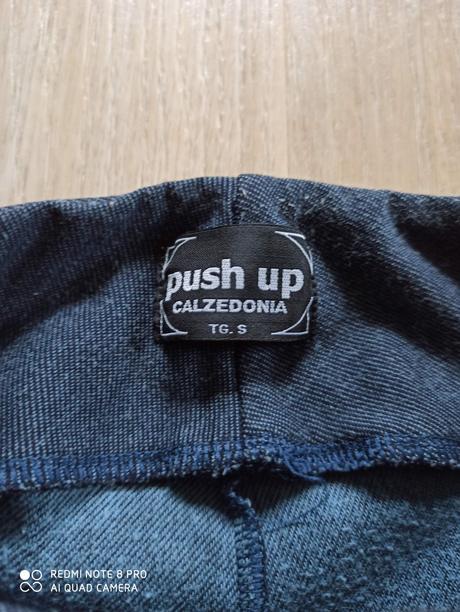 push up
CALZEDONIA
TG. S
REDMI NOTE 8 PRO
AI QUAD CAMERA